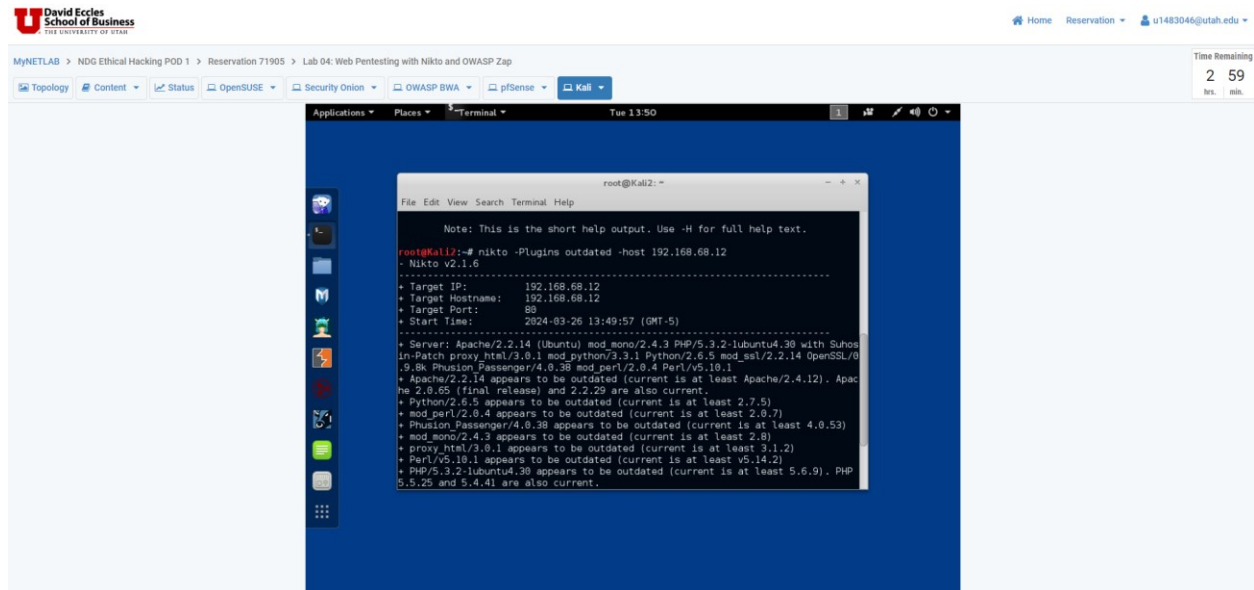 David Eccles
School of Business
THE UNIVERSITY OF UTAH
Home Reservation u1483046@utah.edu
MyNETLAB > NDG Ethical Hacking POD 1 > Reservation 71905 > Lab 04: Web Pentesting with Nikto and OWASP Zap
Time Remaining
2 59
hrs. min.
Topology Content Status OpenSUSE Security Onion OWASP BWA pfSense Kali
Applications Places Terminal Tue 13:50 1
root@Kali2: ~
File Edit View Search Terminal Help
Note: This is the short help output. Use -H for full help text.
root@Kali2:~# nikto -Plugins outdated -host 192.168.68.12
- Nikto v2.1.6
---------------------------------------------------------------------------
+ Target IP: 192.168.68.12
+ Target Hostname: 192.168.68.12
+ Target Port: 80
+ Start Time: 2024-03-26 13:49:57 (GMT-5)
---------------------------------------------------------------------------
+ Server: Apache/2.2.14 (Ubuntu) mod_mono/2.4.3 PHP/5.3.2-1ubuntu4.30 with Suhos
in-Patch proxy_html/3.0.1 mod_python/3.3.1 Python/2.6.5 mod_ssl/2.2.14 OpenSSL/0
.9.8k Phusion_Passenger/4.0.38 mod_perl/2.0.4 Perl/v5.10.1
+ Apache/2.2.14 appears to be outdated (current is at least Apache/2.4.12). Apac
he 2.0.65 (final release) and 2.2.29 are also current.
+ Python/2.6.5 appears to be outdated (current is at least 2.7.5)
+ mod_perl/2.0.4 appears to be outdated (current is at least 2.0.7)
+ Phusion_Passenger/4.0.38 appears to be outdated (current is at least 4.0.53)
+ mod_mono/2.4.3 appears to be outdated (current is at least 2.8)
+ proxy_html/3.0.1 appears to be outdated (current is at least 3.1.2)
+ Perl/v5.10.1 appears to be outdated (current is at least v5.14.2)
+ PHP/5.3.2-1ubuntu4.30 appears to be outdated (current is at least 5.6.9). PHP
5.5.25 and 5.4.41 are also current.